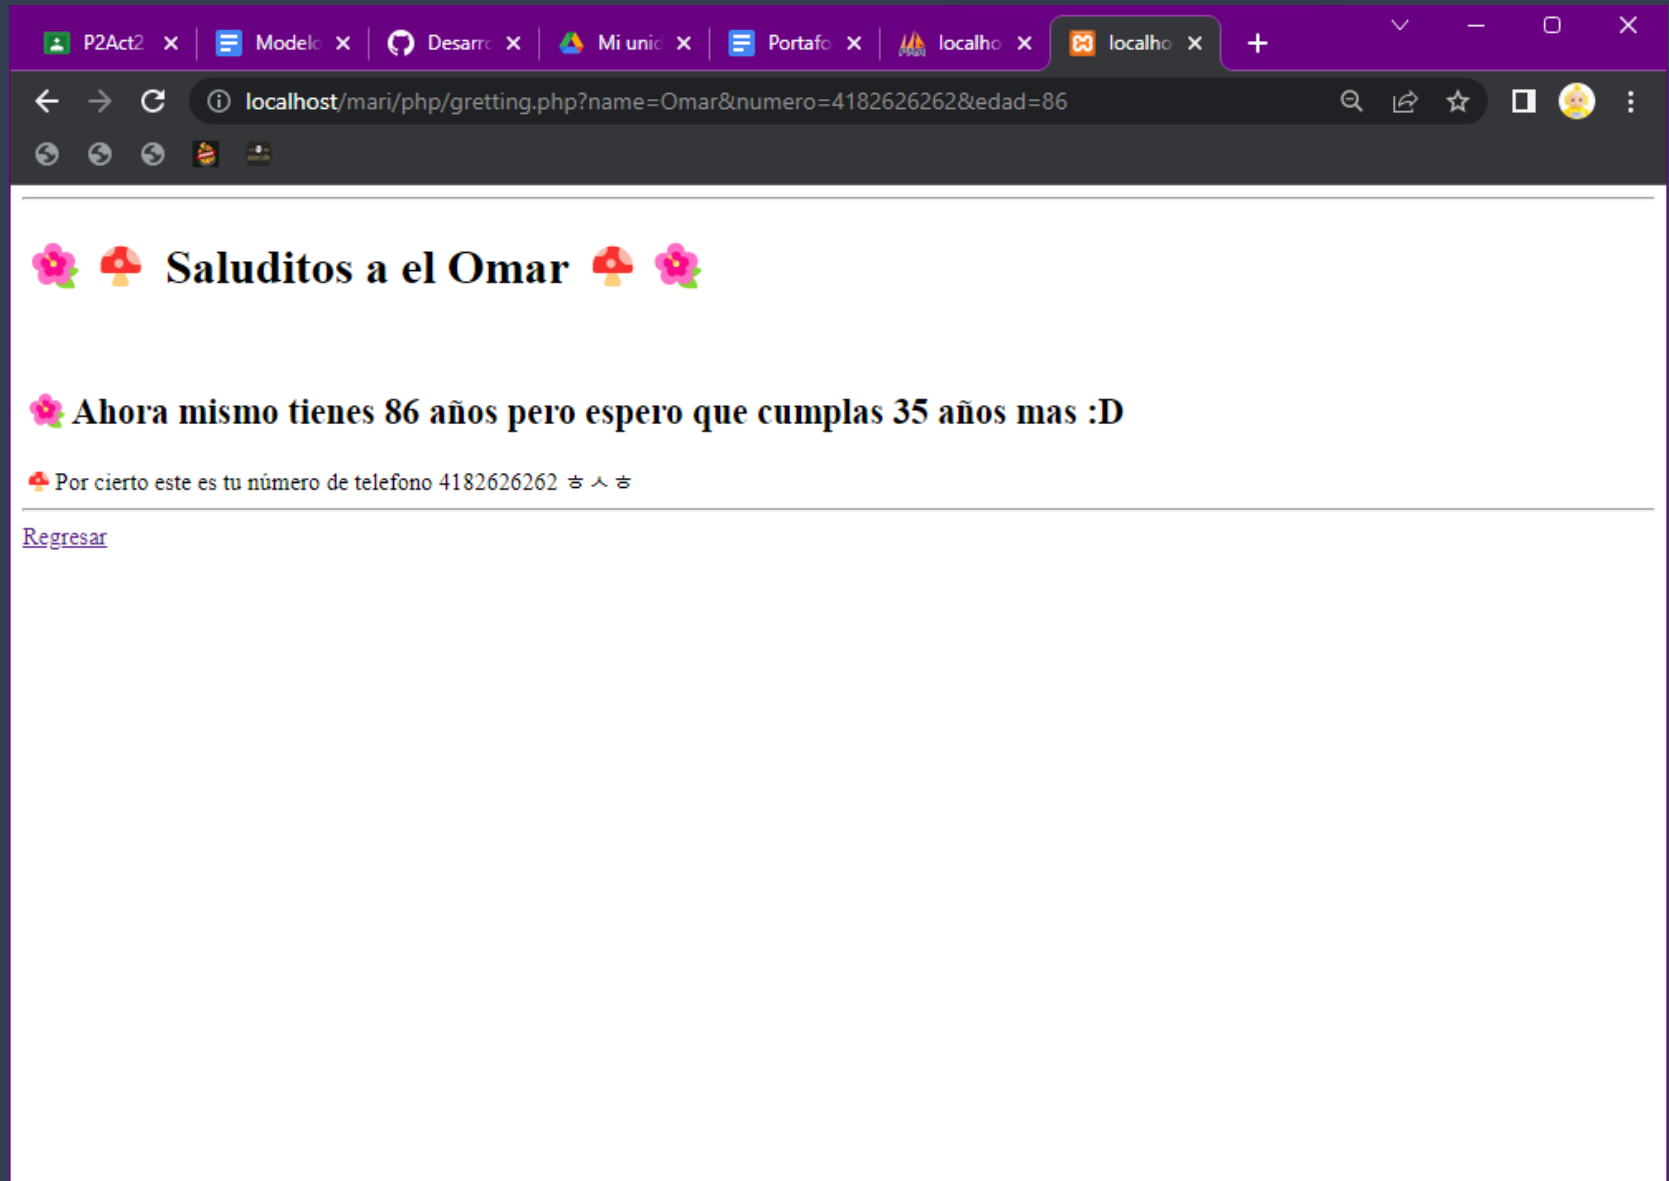 P2Act2
Modelo
Desarro
Mi unid
Portafo
localho
localho
localhost/mari/php/gretting.php?name=Omar&numero=4182626262&edad=86
🌺 🍄 Saluditos a el Omar 🍄 🌺
🌺 Ahora mismo tienes 86 años pero espero que cumplas 35 años mas :D
🍄 Por cierto este es tu número de telefono 4182626262 ㅎㅅㅎ
Regresar